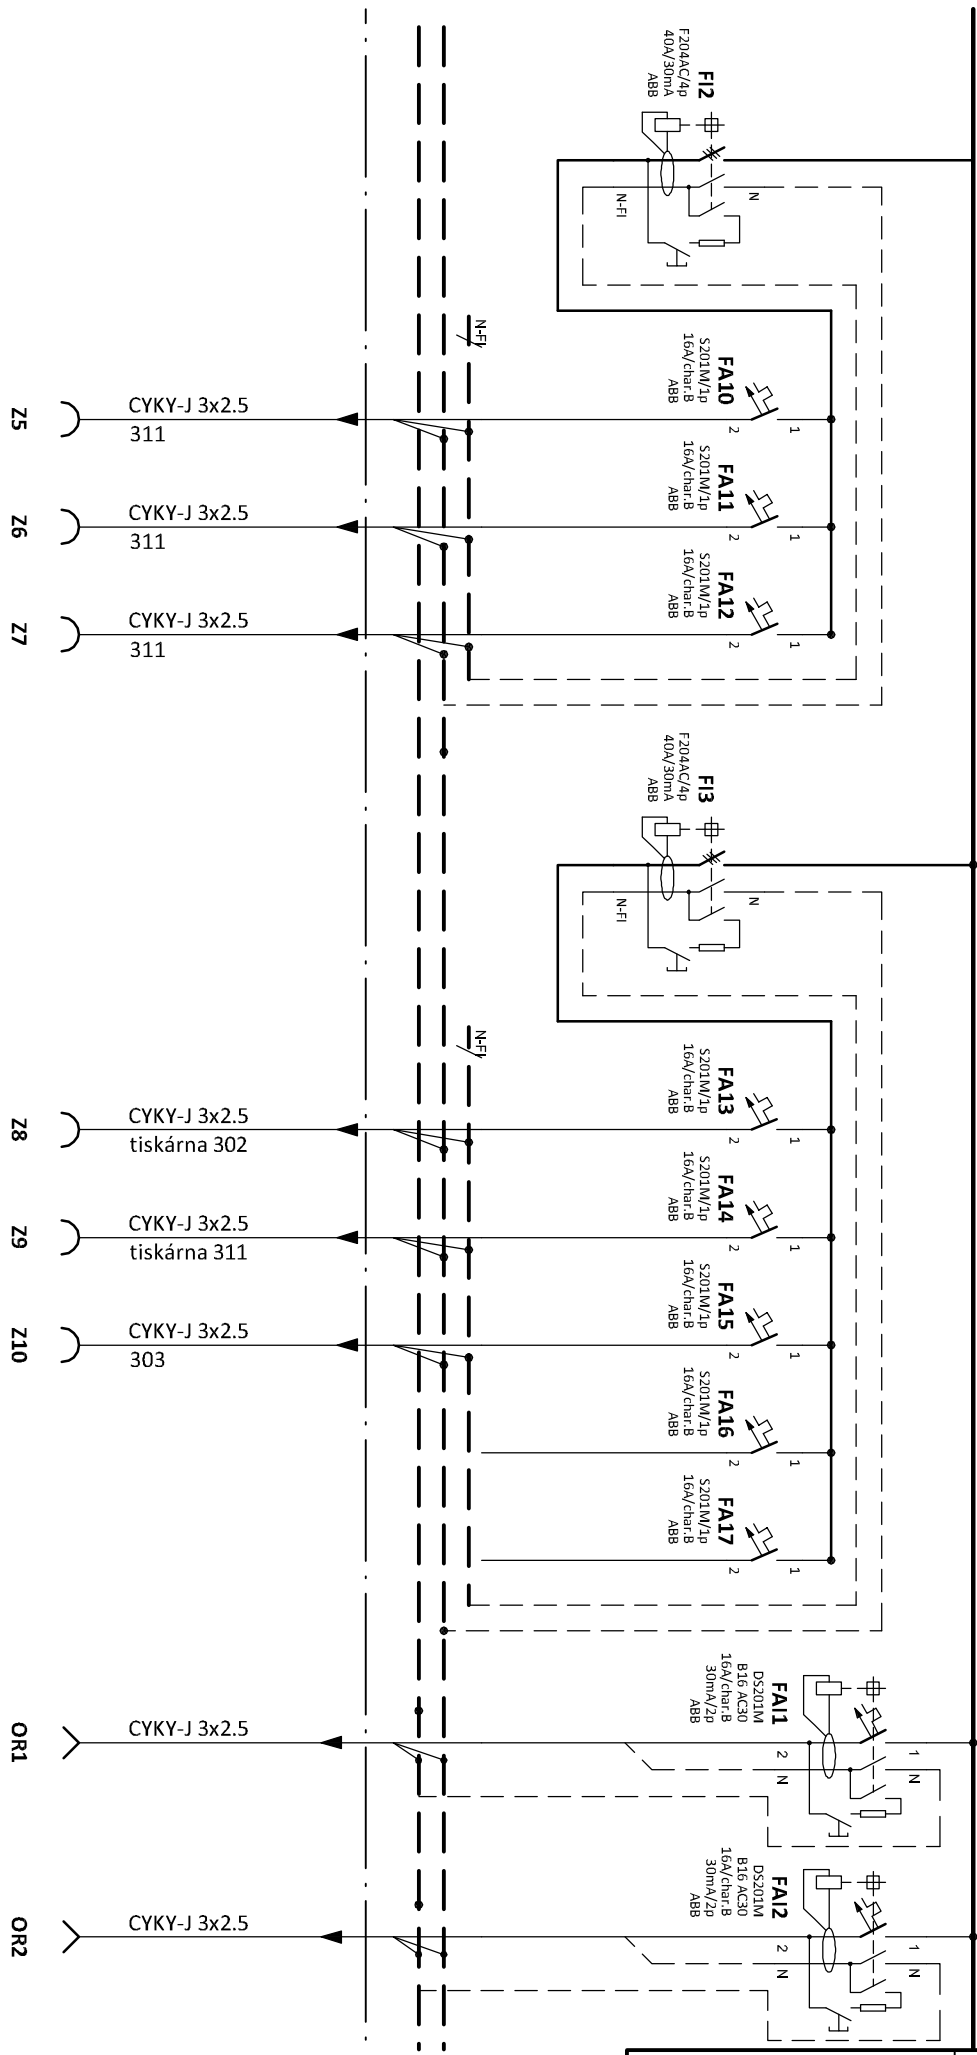 FI2
F204AC/4p
40A/30mA
ABB
N
N-FI
N-FI
FA10
S201M/1p
16A/char.B
ABB
1
2
CYKY-J 3x2.5
311
Z5
FA11
S201M/1p
16A/char.B
ABB
1
2
CYKY-J 3x2.5
311
Z6
FA12
S201M/1p
16A/char.B
ABB
1
2
CYKY-J 3x2.5
311
Z7
FI3
F204AC/4p
40A/30mA
ABB
N
N-FI
N-FI
FA13
S201M/1p
16A/char.B
ABB
1
2
CYKY-J 3x2.5
tiskárna 302
Z8
FA14
S201M/1p
16A/char.B
ABB
1
2
CYKY-J 3x2.5
tiskárna 311
Z9
FA15
S201M/1p
16A/char.B
ABB
1
2
CYKY-J 3x2.5
303
Z10
FA16
S201M/1p
16A/char.B
ABB
1
2
FA17
S201M/1p
16A/char.B
ABB
1
2
FAI1
DS201M
B16 AC30
16A/char.B
30mA/2p
ABB
1
N
2
N
CYKY-J 3x2.5
OR1
FAI2
DS201M
B16 AC30
16A/char.B
30mA/2p
ABB
1
N
2
N
CYKY-J 3x2.5
OR2